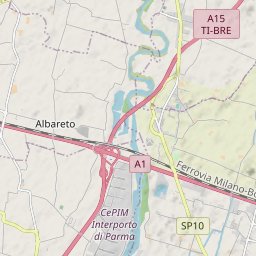 A15
TI-BRE
Albareto
A1
Ferrovia Milano-Bo
CePIM
Interporto
di Parma
SP10